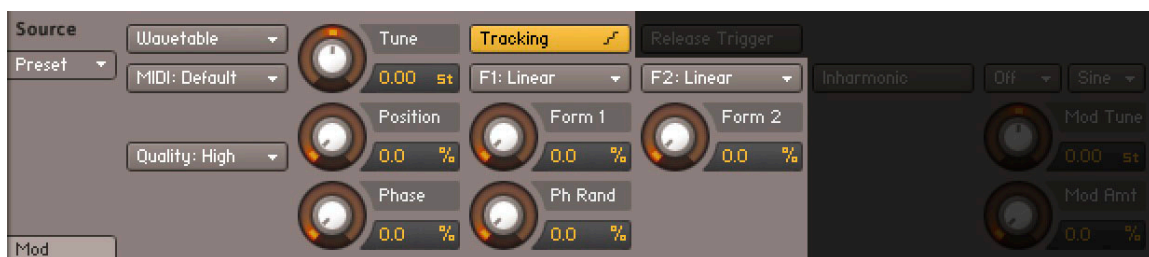 Source
Preset
Mod
Wavetable
MIDI: Default
Quality: High
Tune
0.00 st
Tracking
Release Trigger
F1: Linear
F2: Linear
Inharmonic
Off
Sine
Position
0.0 %
Form 1
0.0 %
Form 2
0.0 %
Mod Tune
0.00 st
Phase
0.0 %
Ph Rand
0.0 %
Mod Amt
0.0 %